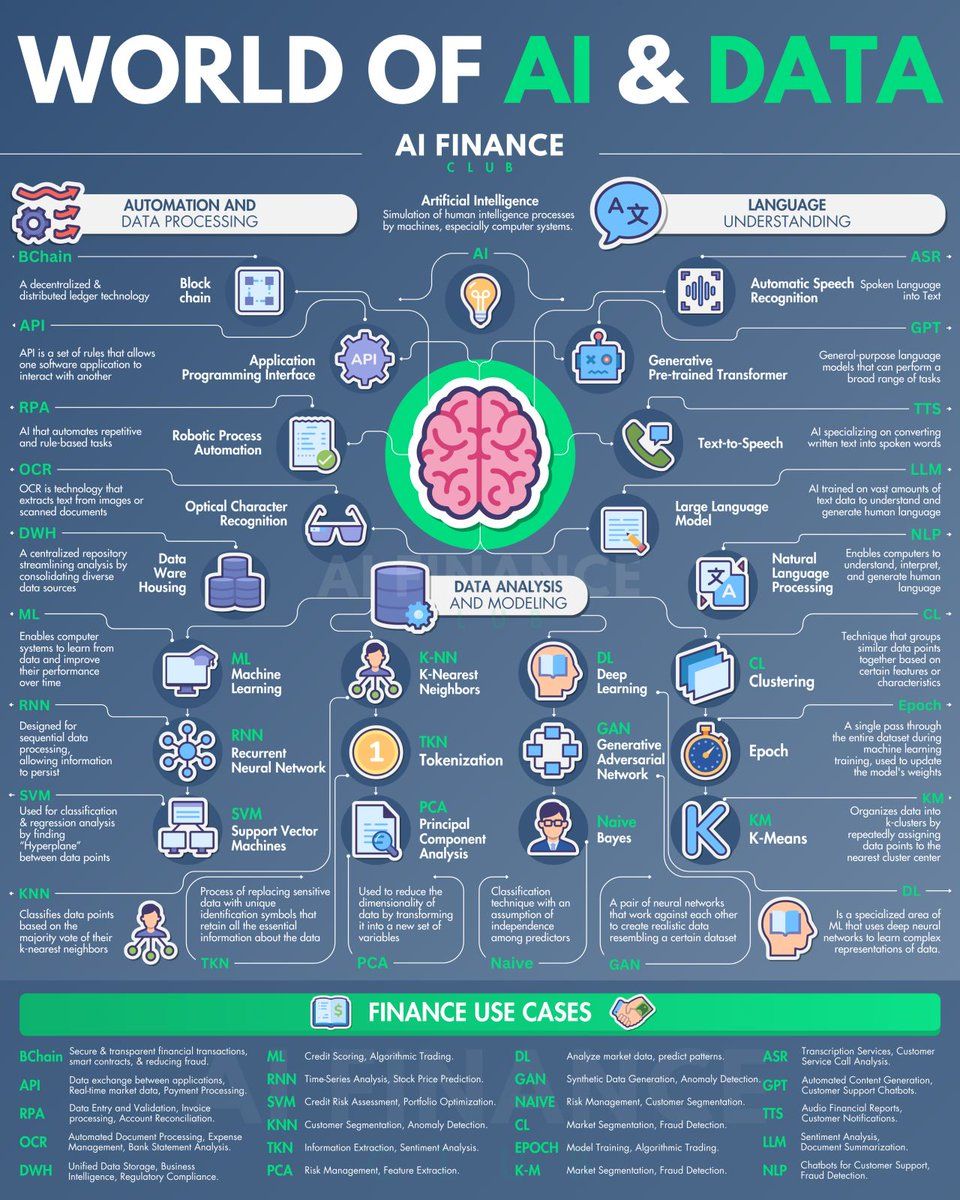 WORLD OF AI & DATA
AI FINANCE
CLUB
AUTOMATION AND
DATA PROCESSING
Artificial Intelligence
Simulation of human intelligence processes
by machines, especially computer systems.
AI
A文
LANGUAGE
UNDERSTANDING
BChain
A decentralized &
distributed ledger technology
Block
chain
ASR
Automatic Speech
Recognition
Spoken Language
into Text
API
API is a set of rules that allows
one software application to
interact with another
Application
Programming Interface
API
GPT
Generative
Pre-trained Transformer
General-purpose language
models that can perform a
broad range of tasks
RPA
AI that automates repetitive
and rule-based tasks
Robotic Process
Automation
TTS
Text-to-Speech
AI specializing on converting
written text into spoken words
OCR
OCR is technology that
extracts text from images or
scanned documents
Optical Character
Recognition
LLM
Large Language
Model
AI trained on vast amounts of
text data to understand and
generate human language
DWH
A centralized repository
streamlining analysis by
consolidating diverse
data sources
Data
Ware
Housing
NLP
文
A
Natural
Language
Processing
Enables computers to
understand, interpret,
and generate human
language
AI FINANCE
CLUB
DATA ANALYSIS
AND MODELING
ML
Enables computer
systems to learn from
data and improve
their performance
over time
ML
Machine
Learning
K-NN
K-Nearest
Neighbors
DL
Deep
Learning
CL
Clustering
CL
Technique that groups
similar data points
together based on
certain features or
characteristics
RNN
Designed for
sequential data
processing,
allowing information
to persist
RNN
Recurrent
Neural Network
1
TKN
Tokenization
GAN
Generative
Adversarial
Network
Epoch
Epoch
A single pass through
the entire dataset during
machine learning
training, used to update
the model's weights
SVM
Used for classification
& regression analysis
by finding
"Hyperplane"
between data points
SVM
Support Vector
Machines
PCA
Principal
Component
Analysis
Naive
Bayes
K
KM
K-Means
KM
Organizes data into
k-clusters by
repeatedly assigning
data points to the
nearest cluster center
KNN
Classifies data points
based on the
majority vote of their
k-nearest neighbors
Process of replacing sensitive
data with unique
identification symbols that
retain all the essential
information about the data
TKN
Used to reduce the
dimensionality of
data by transforming
it into a new set of
variables
PCA
Classification
technique with an
assumption of
independence
among predictors
Naive
A pair of neural networks
that work against each other
to create realistic data
resembling a certain dataset
GAN
DL
Is a specialized area of
ML that uses deep neural
networks to learn complex
representations of data.
FINANCE USE CASES
AI FINANCE
BChain Secure & transparent financial transactions,
smart contracts, & reducing fraud.
API Data exchange between applications,
Real-time market data, Payment Processing.
RPA Data Entry and Validation, Invoice
processing, Account Reconciliation.
OCR Automated Document Processing, Expense
Management, Bank Statement Analysis.
DWH Unified Data Storage, Business
Intelligence, Regulatory Compliance.
ML Credit Scoring, Algorithmic Trading.
RNN Time-Series Analysis, Stock Price Prediction.
SVM Credit Risk Assessment, Portfolio Optimization.
KNN Customer Segmentation, Anomaly Detection.
TKN Information Extraction, Sentiment Analysis.
PCA Risk Management, Feature Extraction.
DL Analyze market data, predict patterns.
GAN Synthetic Data Generation, Anomaly Detection.
NAIVE Risk Management, Customer Segmentation.
CL Market Segmentation, Fraud Detection.
EPOCH Model Training, Algorithmic Trading.
K-M Market Segmentation, Fraud Detection.
ASR Transcription Services, Customer
Service Call Analysis.
GPT Automated Content Generation,
Customer Support Chatbots.
TTS Audio Financial Reports,
Customer Notifications.
LLM Sentiment Analysis,
Document Summarization.
NLP Chatbots for Customer Support,
Fraud Detection.